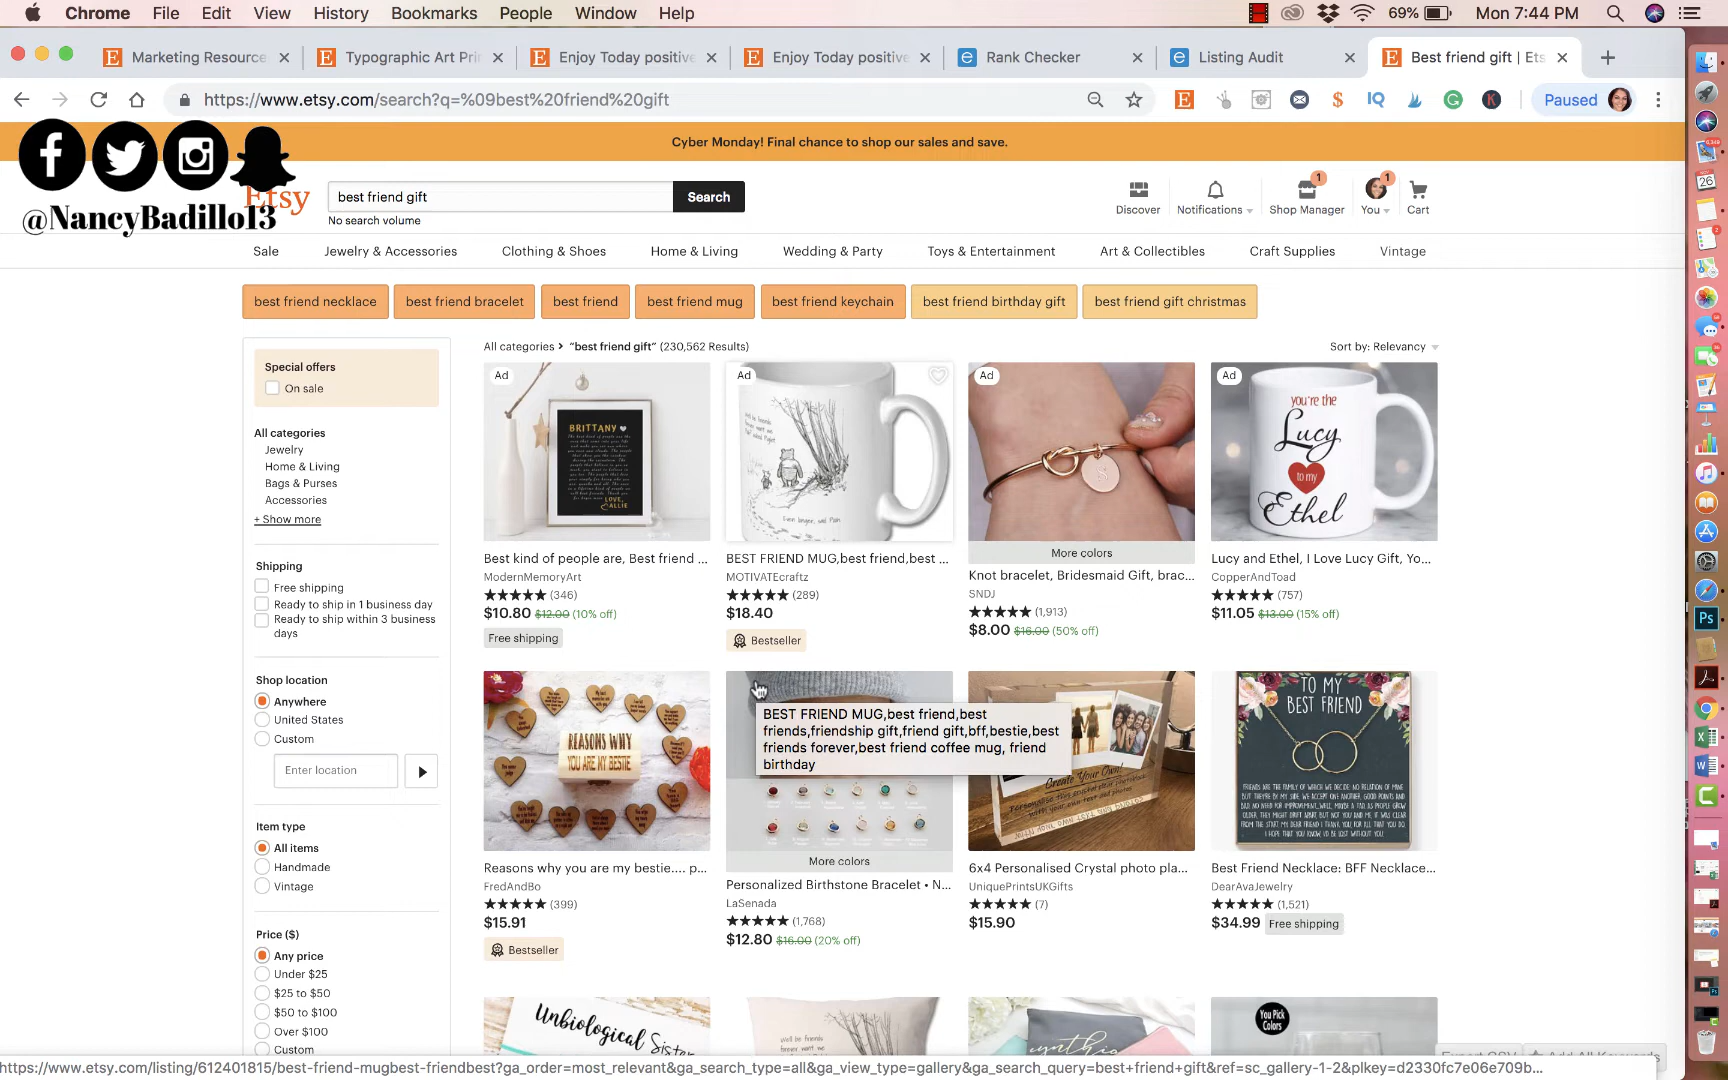 Chrome File Edit View History Bookmarks People Window Help
69% Mon 7:44 PM
Marketing Resource
Typographic Art Pri
Enjoy Today positive
Enjoy Today positive
Rank Checker
Listing Audit
Best friend gift | Ets
https://www.etsy.com/search?q=%09best%20friend%20gift
Paused
Cyber Monday! Final chance to shop our sales and save.
@NancyBadillo13
Etsy
best friend gift
Search
No search volume
Discover
Notifications
Shop Manager
You
Cart
1
1
Sale
Jewelry & Accessories
Clothing & Shoes
Home & Living
Wedding & Party
Toys & Entertainment
Art & Collectibles
Craft Supplies
Vintage
best friend necklace
best friend bracelet
best friend
best friend mug
best friend keychain
best friend birthday gift
best friend gift christmas
All categories > "best friend gift" (230,562 Results)
Sort by: Relevancy
Special offers
On sale
All categories
Jewelry
Home & Living
Bags & Purses
Accessories
+ Show more
Shipping
Free shipping
Ready to ship in 1 business day
Ready to ship within 3 business
days
Shop location
Anywhere
United States
Custom
Enter location
Item type
All items
Handmade
Vintage
Price ($)
Any price
Under $25
$25 to $50
$50 to $100
Over $100
Custom
Ad
BRITTANY
LOVE,
ALLIE
Best kind of people are, Best friend ...
ModernMemoryArt
(346)
$10.80 $12.00 (10% off)
Free shipping
Ad
BEST FRIEND MUG,best friend,best ...
MOTIVATEcraftz
(289)
$18.40
Bestseller
Ad
More colors
Knot bracelet, Bridesmaid Gift, brac...
SNDJ
(1,913)
$8.00 $16.00 (50% off)
Ad
you're the
Lucy
to my
Ethel
Lucy and Ethel, I Love Lucy Gift, Yo...
CopperAndToad
(757)
$11.05 $13.00 (15% off)
REASONS WHY
YOU ARE MY BESTIE
Reasons why you are my bestie.... p...
FredAndBo
(399)
$15.91
Bestseller
BEST FRIEND MUG,best friend,best
friends,friendship gift,friend gift,bff,bestie,best
friends forever,best friend coffee mug, friend
birthday
More colors
Personalized Birthstone Bracelet • N...
LaSenada
(1,768)
$12.80 $16.00 (20% off)
Create Your Own!
6x4 Personalised Crystal photo pla...
UniquePrintsUKGifts
(7)
$15.90
TO MY
BEST FRIEND
Best Friend Necklace: BFF Necklace...
DearAvaJewelry
(1,521)
$34.99 Free shipping
Unbiological Sister
cynthia
You Pick
Colors
https://www.etsy.com/listing/612401815/best-friend-mugbest-friendbest?ga_order=most_relevant&ga_search_type=all&ga_view_type=gallery&ga_search_query=best+friend+gift&ref=sc_gallery-1-2&plkey=d2330fc7e06e709b...